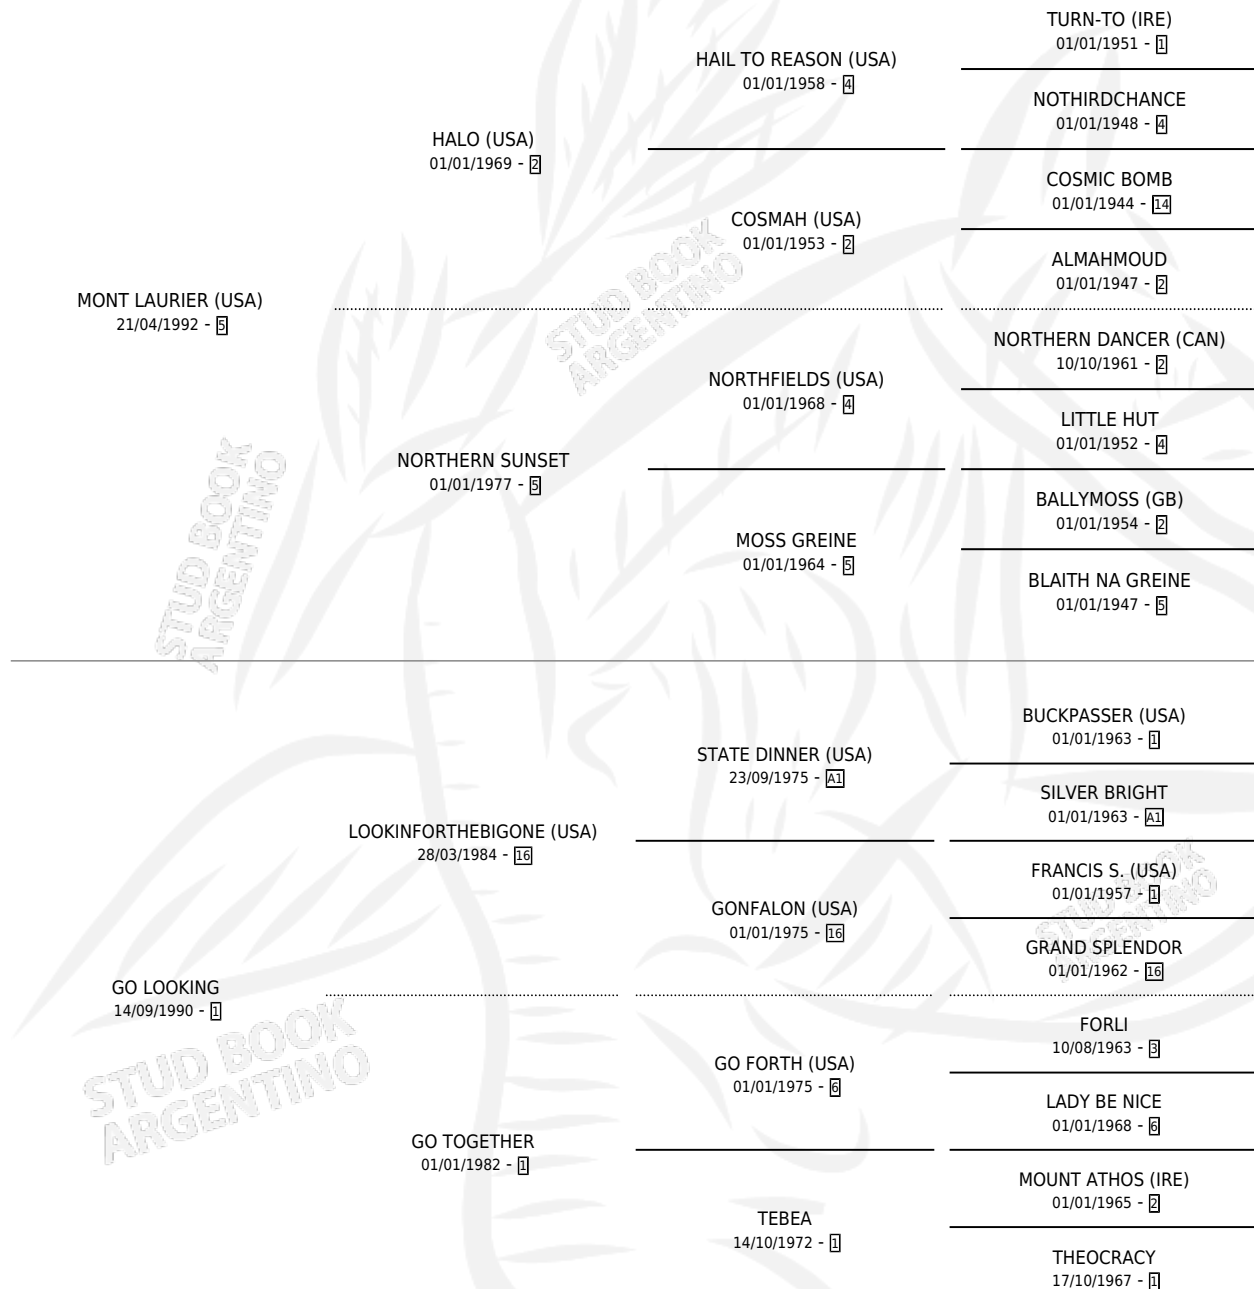 MONT LAURIER (USA)
21/04/1992 - 5
HALO (USA)
01/01/1969 - 2
HAIL TO REASON (USA)
01/01/1958 - 4
TURN-TO (IRE)
01/01/1951 - 1
NOTHIRDCHANCE
01/01/1948 - 4
COSMAH (USA)
01/01/1953 - 2
COSMIC BOMB
01/01/1944 - 14
ALMAHMOUD
01/01/1947 - 2
NORTHERN SUNSET
01/01/1977 - 5
NORTHFIELDS (USA)
01/01/1968 - 4
NORTHERN DANCER (CAN)
10/10/1961 - 2
LITTLE HUT
01/01/1952 - 4
MOSS GREINE
01/01/1964 - 5
BALLYMOSS (GB)
01/01/1954 - 2
BLAITH NA GREINE
01/01/1947 - 5
GO LOOKING
14/09/1990 - 1
LOOKINFORTHEBIGONE (USA)
28/03/1984 - 16
STATE DINNER (USA)
23/09/1975 - A1
BUCKPASSER (USA)
01/01/1963 - 1
SILVER BRIGHT
01/01/1963 - A1
GONFALON (USA)
01/01/1975 - 16
FRANCIS S. (USA)
01/01/1957 - 1
GRAND SPLENDOR
01/01/1962 - 16
GO TOGETHER
01/01/1982 - 1
GO FORTH (USA)
01/01/1975 - 6
FORLI
10/08/1963 - 3
LADY BE NICE
01/01/1968 - 6
TEBEA
14/10/1972 - 1
MOUNT ATHOS (IRE)
01/01/1965 - 2
THEOCRACY
17/10/1967 - 1
STUD BOOK
ARGENTINO
STUD BOOK
ARGENTINO
STUD BOOK
ARGENTINO
STUD BOOK
ARGENTINO